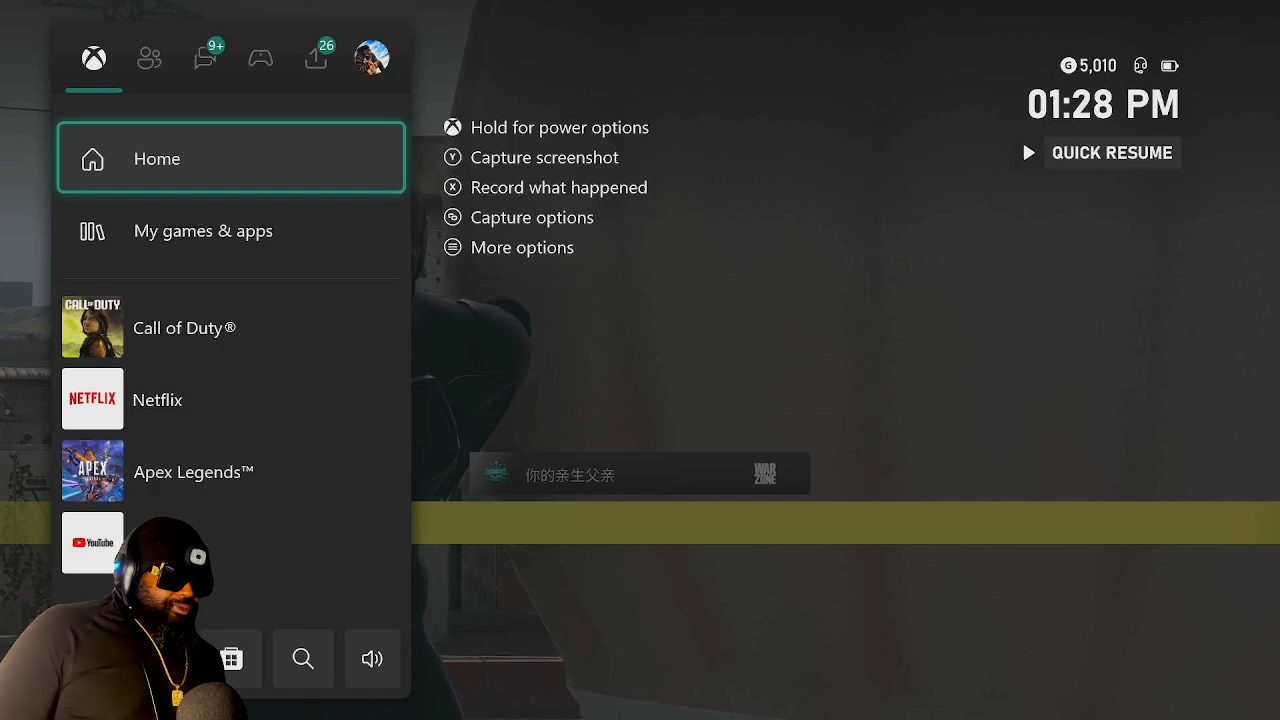 9+
26
G 5,010
01:28 PM
QUICK RESUME
Home
My games & apps
Hold for power options
Y Capture screenshot
X Record what happened
Capture options
More options
CALL OF DUTY
Call of Duty®
NETFLIX
Netflix
APEX
Apex Legends™
你的亲生父亲
WAR
ZONE
YouTube